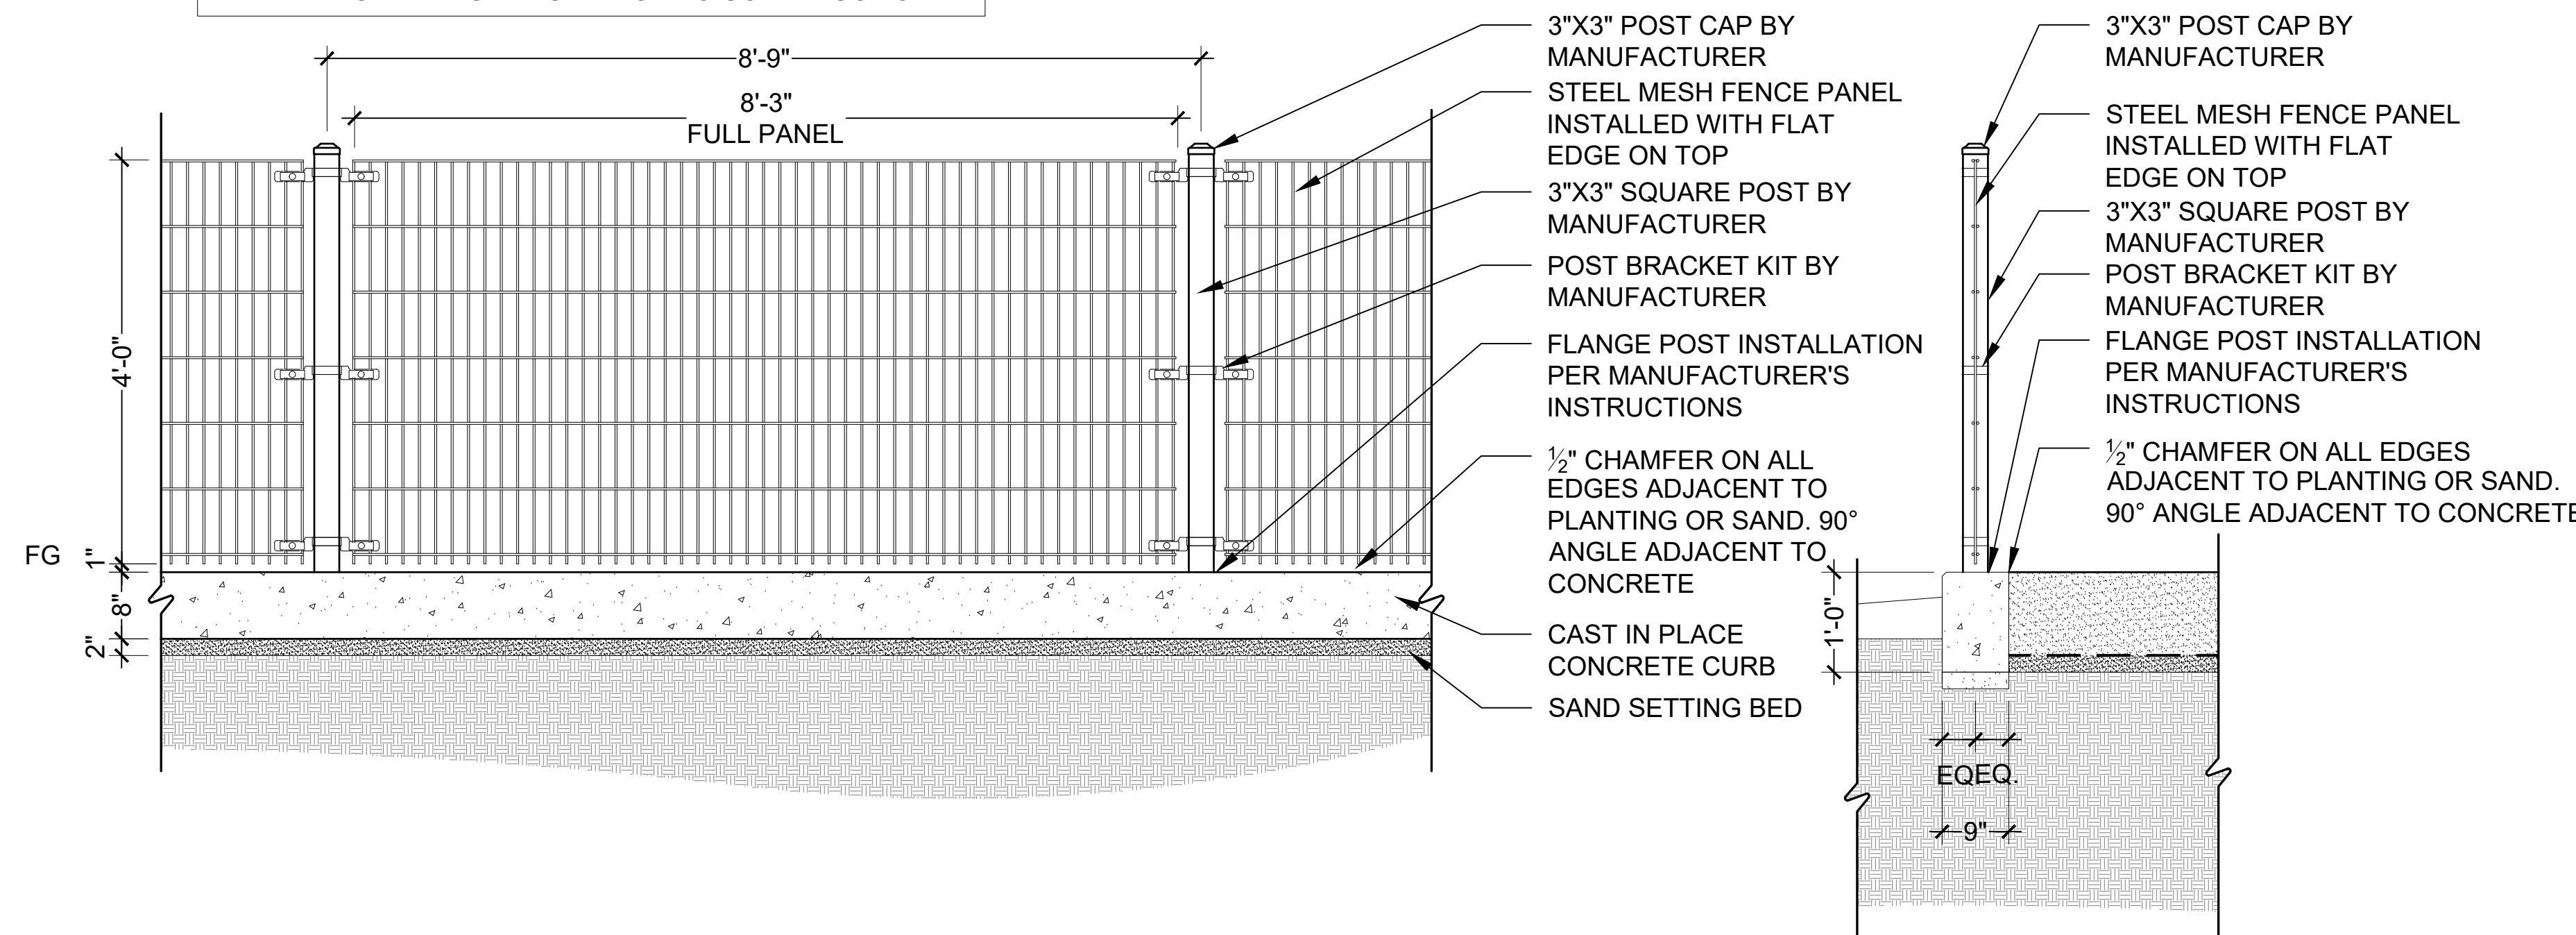 8'-9"
8'-3"
FULL PANEL
4'-0"
FG
1"
8"
2"
3"X3" POST CAP BY
MANUFACTURER
STEEL MESH FENCE PANEL
INSTALLED WITH FLAT
EDGE ON TOP
3"X3" SQUARE POST BY
MANUFACTURER
POST BRACKET KIT BY
MANUFACTURER
FLANGE POST INSTALLATION
PER MANUFACTURER'S
INSTRUCTIONS
½" CHAMFER ON ALL
EDGES ADJACENT TO
PLANTING OR SAND. 90°
ANGLE ADJACENT TO
CONCRETE
CAST IN PLACE
CONCRETE CURB
SAND SETTING BED
3"X3" POST CAP BY
MANUFACTURER
STEEL MESH FENCE PANEL
INSTALLED WITH FLAT
EDGE ON TOP
3"X3" SQUARE POST BY
MANUFACTURER
POST BRACKET KIT BY
MANUFACTURER
FLANGE POST INSTALLATION
PER MANUFACTURER'S
INSTRUCTIONS
½" CHAMFER ON ALL EDGES
ADJACENT TO PLANTING OR SAND.
90° ANGLE ADJACENT TO CONCRETE
1'-0"
EQ EQ.
9"